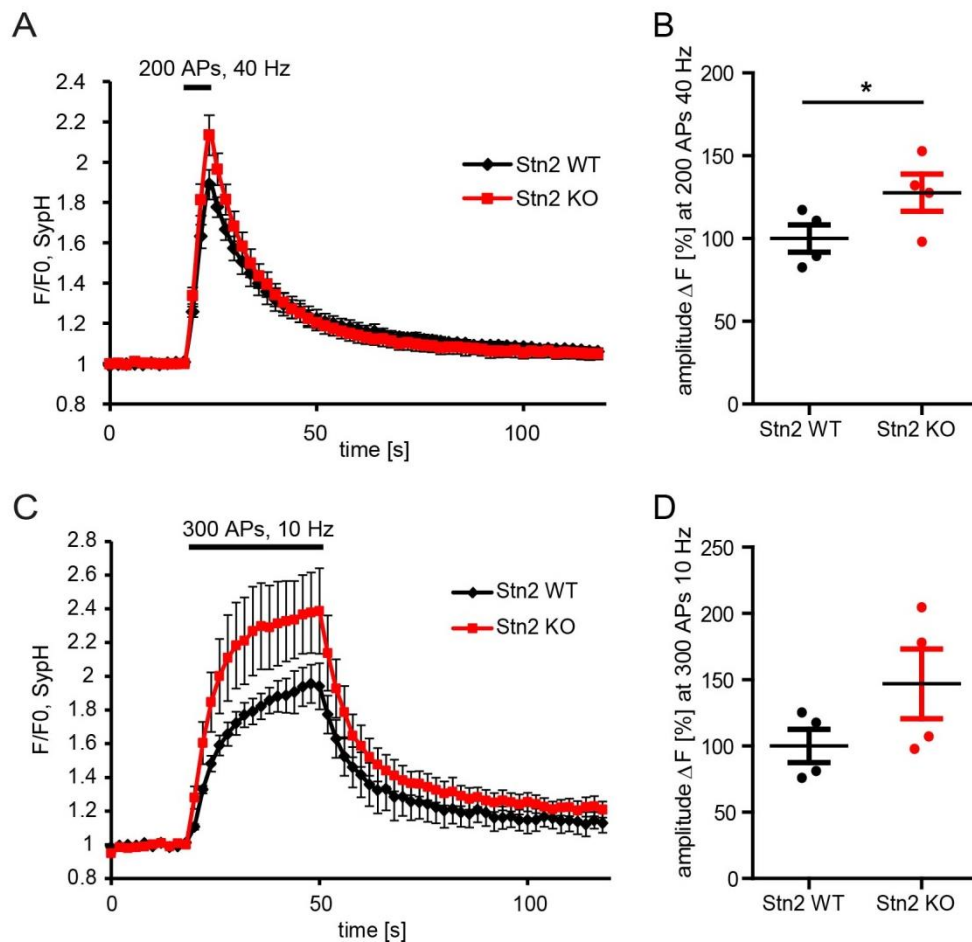 A
200 APs, 40 Hz
F/F0, SypH
2.4
2.2
2
1.8
1.6
1.4
1.2
1
0.8
Stn2 WT
Stn2 KO
0
50
100
time [s]
B
amplitude ΔF [%] at 200 APs 40 Hz
200
150
100
50
0
*
Stn2 WT
Stn2 KO
C
300 APs, 10 Hz
F/F0, SypH
2.8
2.6
2.4
2.2
2
1.8
1.6
1.4
1.2
1
0.8
Stn2 WT
Stn2 KO
0
50
100
time [s]
D
amplitude ΔF [%] at 300 APs 10 Hz
250
200
150
100
50
0
Stn2 WT
Stn2 KO